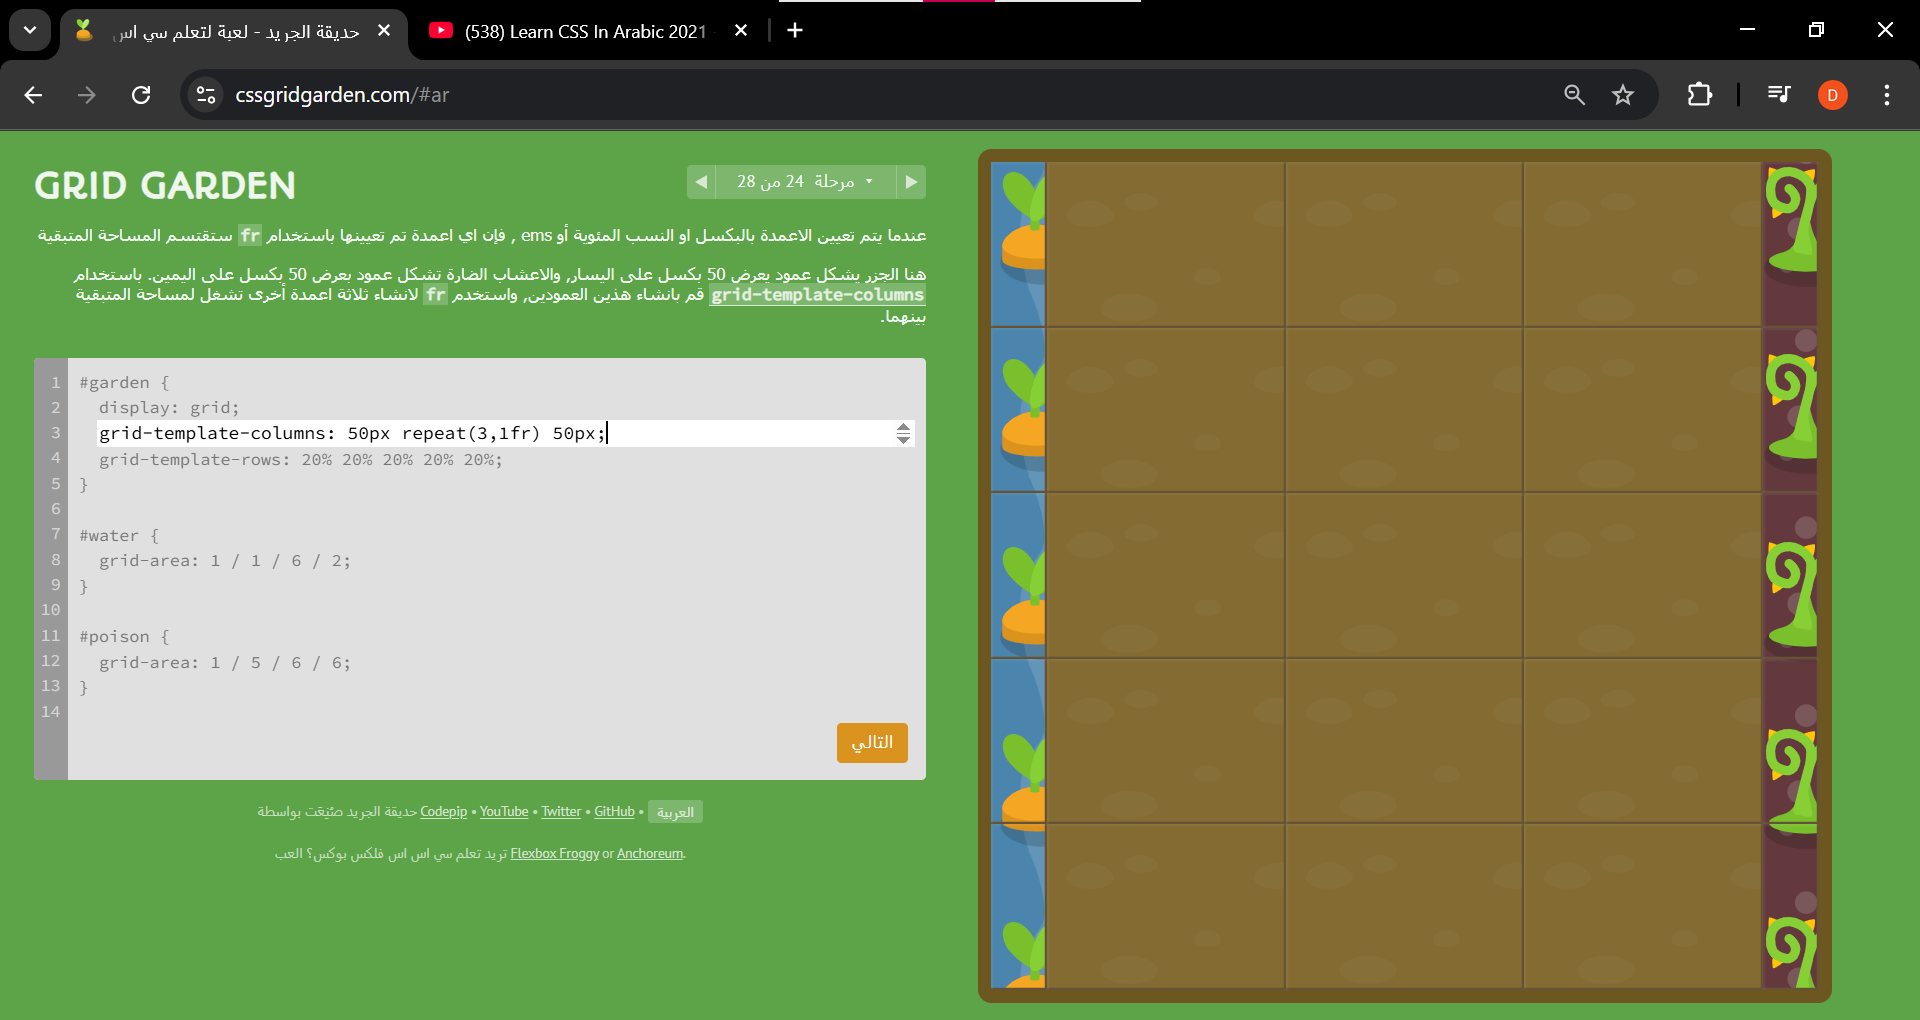 حديقة الجريد - لعبة لتعلم سي اس
(538) Learn CSS In Arabic 2021
cssgridgarden.com/#ar
D
GRID GARDEN
مرحلة 24 من 28
عندما يتم تعيين الاعمدة بالبكسل او النسب المئوية أو ems , فإن اي اعمدة تم تعيينها باستخدام fr ستقتسم المساحة المتبقية
هنا الجزر يشكل عمود يعرض 50 بكسل على اليسار, والاعشاب الضارة تشكل عمود بعرض 50 بكسل على اليمين. باستخدام
grid-template-columns قم بانشاء هذين العمودين, واستخدم fr لانشاء ثلاثة اعمدة أخرى تشغل لمساحة المتبقية
بينهما.
1 #garden {
2 display: grid;
3 grid-template-columns: 50px repeat(3,1fr) 50px;
4 grid-template-rows: 20% 20% 20% 20% 20%;
5 }
6
7 #water {
8 grid-area: 1 / 1 / 6 / 2;
9 }
10
11 #poison {
12 grid-area: 1 / 5 / 6 / 6;
13 }
14
التالي
حديقة الجريد صُنِعَت بواسطة Codepip • YouTube • Twitter • GitHub • العربية
تريد تعلم سي اس اس فلكس بوكس؟ العب Flexbox Froggy or Anchoreum.